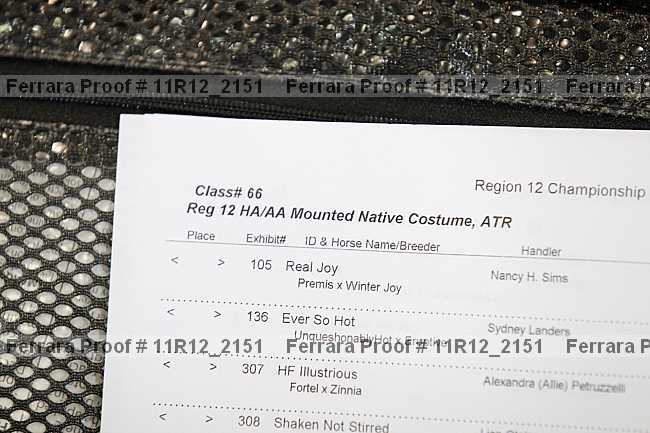 Ferrara Proof # 11R12_2151 Ferrara Proof # 11R12_2151 Ferrara Proof #
Region 12 Championship
Class# 66
Reg 12 HA/AA Mounted Native Costume, ATR
Place Exhibit# ID & Horse Name/Breeder Handler
< > 105 Real Joy Nancy H. Sims
Premis x Winter Joy
< > 136 Ever So Hot Sydney Landers
UnqueshonablyHot x Eruptive
Ferrara Proof # 11R12_2151 Ferrara Proof # 11R12_2151 Ferrara Proof #
< > 307 HF Illustrious Alexandra (Allie) Petruzzelli
Fortel x Zinnia
< > 308 Shaken Not Stirred